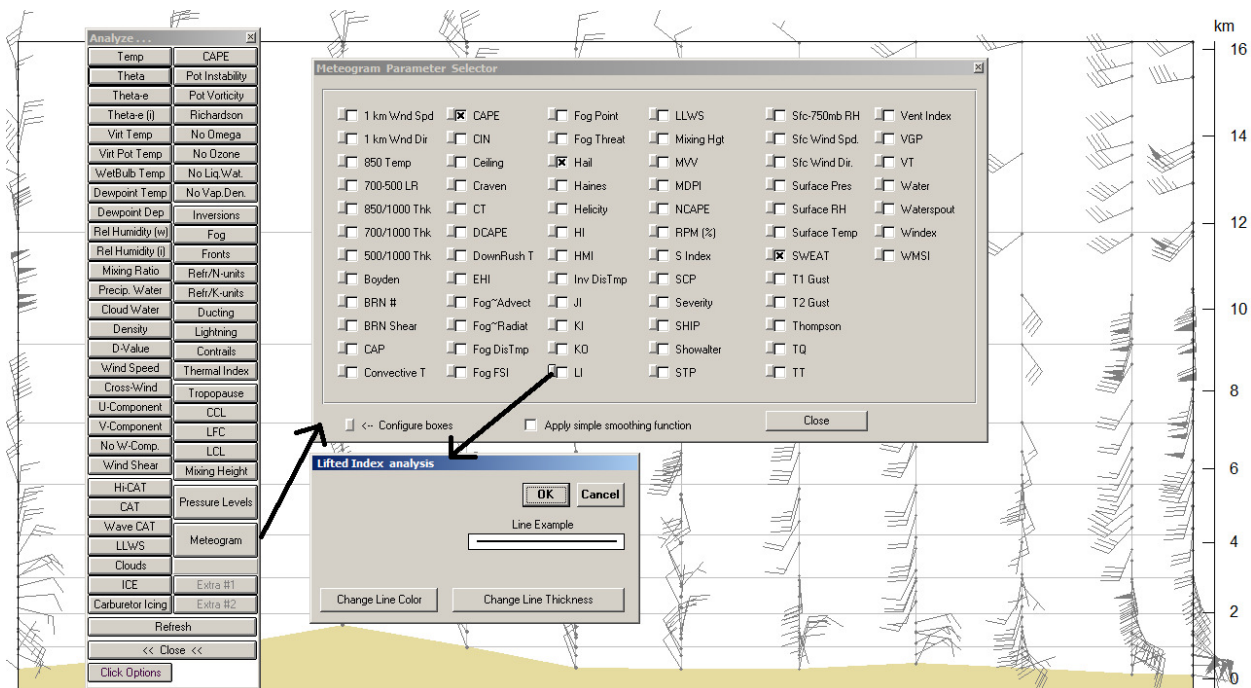 km
16
14
12
10
8
6
4
2
0
Analyze . . .
Temp CAPE
Theta Pot Instability
Theta-e Pot Vorticity
Theta-e (i) Richardson
Virt Temp No Omega
Virt Pot Temp No Ozone
WetBulb Temp No Liq.Wat.
Dewpoint Temp No Vap.Den.
Dewpoint Dep Inversions
Rel Humidity (w) Fog
Rel Humidity (i) Fronts
Mixing Ratio Refr/N-units
Precip. Water Refr/K-units
Cloud Water Ducting
Density Lightning
D-Value Contrails
Wind Speed Thermal Index
Cross-Wind Tropopause
U-Component CCL
V-Component LFC
No W-Comp. LCL
Wind Shear Mixing Height
Hi-CAT
CAT Pressure Levels
Wave CAT
LLWS Meteogram
Clouds
ICE Extra #1
Carburetor Icing Extra #2
Refresh
<< Close <<
Click Options
Meteogram Parameter Selector
1 km Wnd Spd CAPE Fog Point LLWS Sfc-750mb RH Vent Index
1 km Wnd Dir CIN Fog Threat Mixing Hgt Sfc Wind Spd. VGP
850 Temp Ceiling Hail MVV Sfc Wind Dir. VT
700-500 LR Craven Haines MDPI Surface Pres Water
850/1000 Thk CT Helicity NCAPE Surface RH Waterspout
700/1000 Thk DCAPE HI RPM (%) Surface Temp Windex
500/1000 Thk DownRush T HMI S Index SWEAT WMSI
Boyden EHI Inv DisTmp SCP T1 Gust
BRN # Fog~Advect JI Severity T2 Gust
BRN Shear Fog~Radiat KI SHIP Thompson
CAP Fog DisTmp KO Showalter TQ
Convective T Fog FSI LI STP TT
<-- Configure boxes Apply simple smoothing function Close
Lifted Index analysis
OK Cancel
Line Example
Change Line Color Change Line Thickness